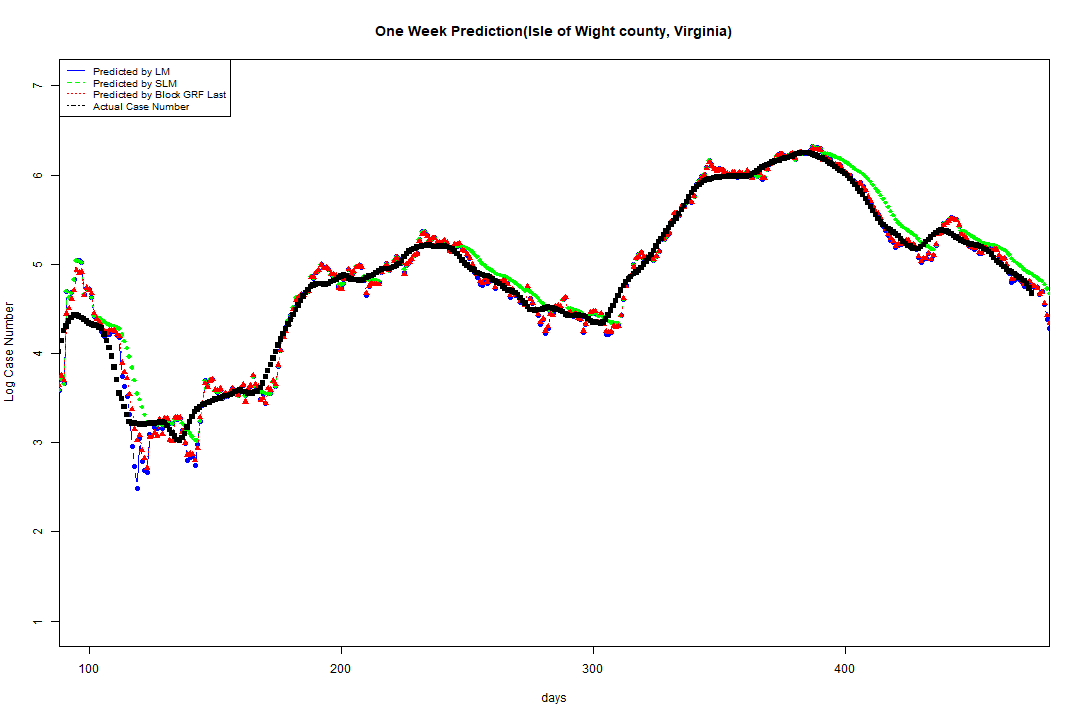 One Week Prediction(Isle of Wight county, Virginia)
Predicted by LM
Predicted by SLM
Predicted by Block GRF Last
Actual Case Number
7
6
5
4
3
2
1
Log Case Number
100 200 300 400
days